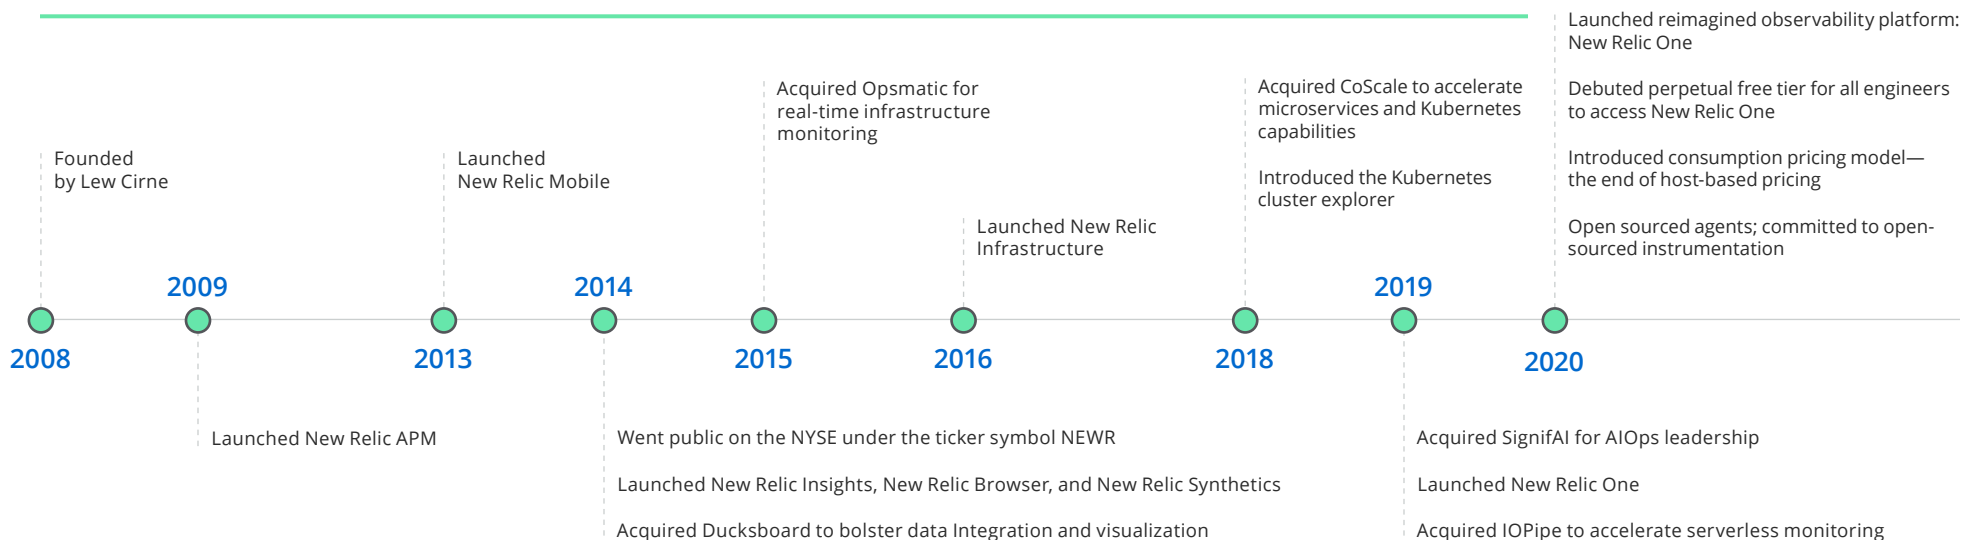 2008
Founded
by Lew Cirne
2009
Launched New Relic APM
2013
Launched
New Relic Mobile
2014
Went public on the NYSE under the ticker symbol NEWR
Launched New Relic Insights, New Relic Browser, and New Relic Synthetics
Acquired Ducksboard to bolster data Integration and visualization
2015
Acquired Opsmatic for
real-time infrastructure
monitoring
2016
Launched New Relic
Infrastructure
2018
Acquired CoScale to accelerate
microservices and Kubernetes
capabilities
Introduced the Kubernetes
cluster explorer
2019
Acquired SignifAI for AIOps leadership
Launched New Relic One
Acquired IOPipe to accelerate serverless monitoring
2020
Launched reimagined observability platform:
New Relic One
Debuted perpetual free tier for all engineers
to access New Relic One
Introduced consumption pricing model—
the end of host-based pricing
Open sourced agents; committed to open-
sourced instrumentation